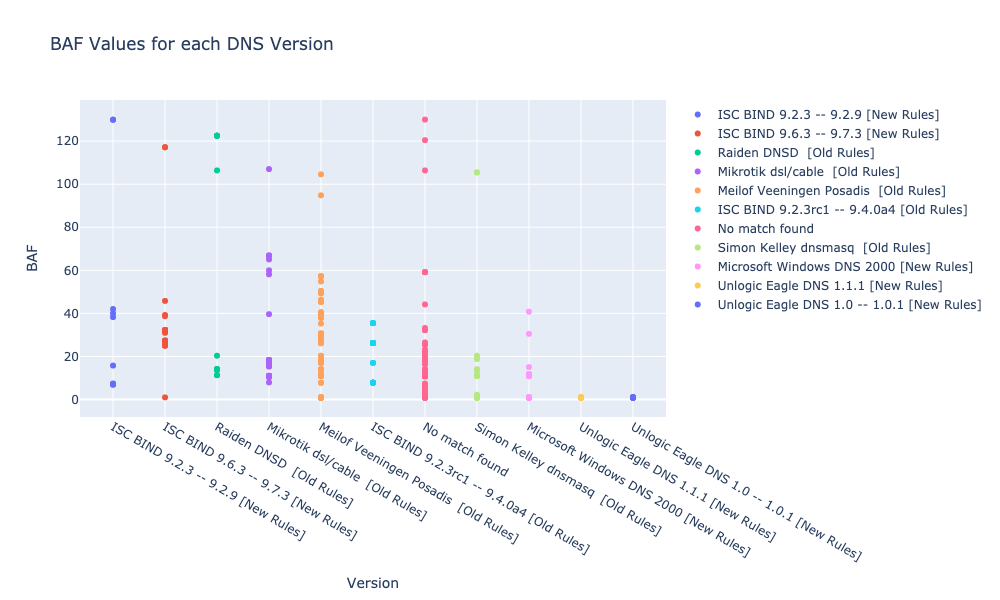 BAF Values for each DNS Version
BAF
120
100
80
60
40
20
0
ISC BIND 9.2.3 -- 9.2.9 [New Rules]
ISC BIND 9.6.3 -- 9.7.3 [New Rules]
Raiden DNSD  [Old Rules]
Mikrotik dsl/cable  [Old Rules]
Meilof Veeningen Posadis  [Old Rules]
ISC BIND 9.2.3rc1 -- 9.4.0a4 [Old Rules]
No match found
Simon Kelley dnsmasq  [Old Rules]
Microsoft Windows DNS 2000 [New Rules]
Unlogic Eagle DNS 1.1.1 [New Rules]
Unlogic Eagle DNS 1.0 -- 1.0.1 [New Rules]
Version
ISC BIND 9.2.3 -- 9.2.9 [New Rules]
ISC BIND 9.6.3 -- 9.7.3 [New Rules]
Raiden DNSD  [Old Rules]
Mikrotik dsl/cable  [Old Rules]
Meilof Veeningen Posadis  [Old Rules]
ISC BIND 9.2.3rc1 -- 9.4.0a4 [Old Rules]
No match found
Simon Kelley dnsmasq  [Old Rules]
Microsoft Windows DNS 2000 [New Rules]
Unlogic Eagle DNS 1.1.1 [New Rules]
Unlogic Eagle DNS 1.0 -- 1.0.1 [New Rules]